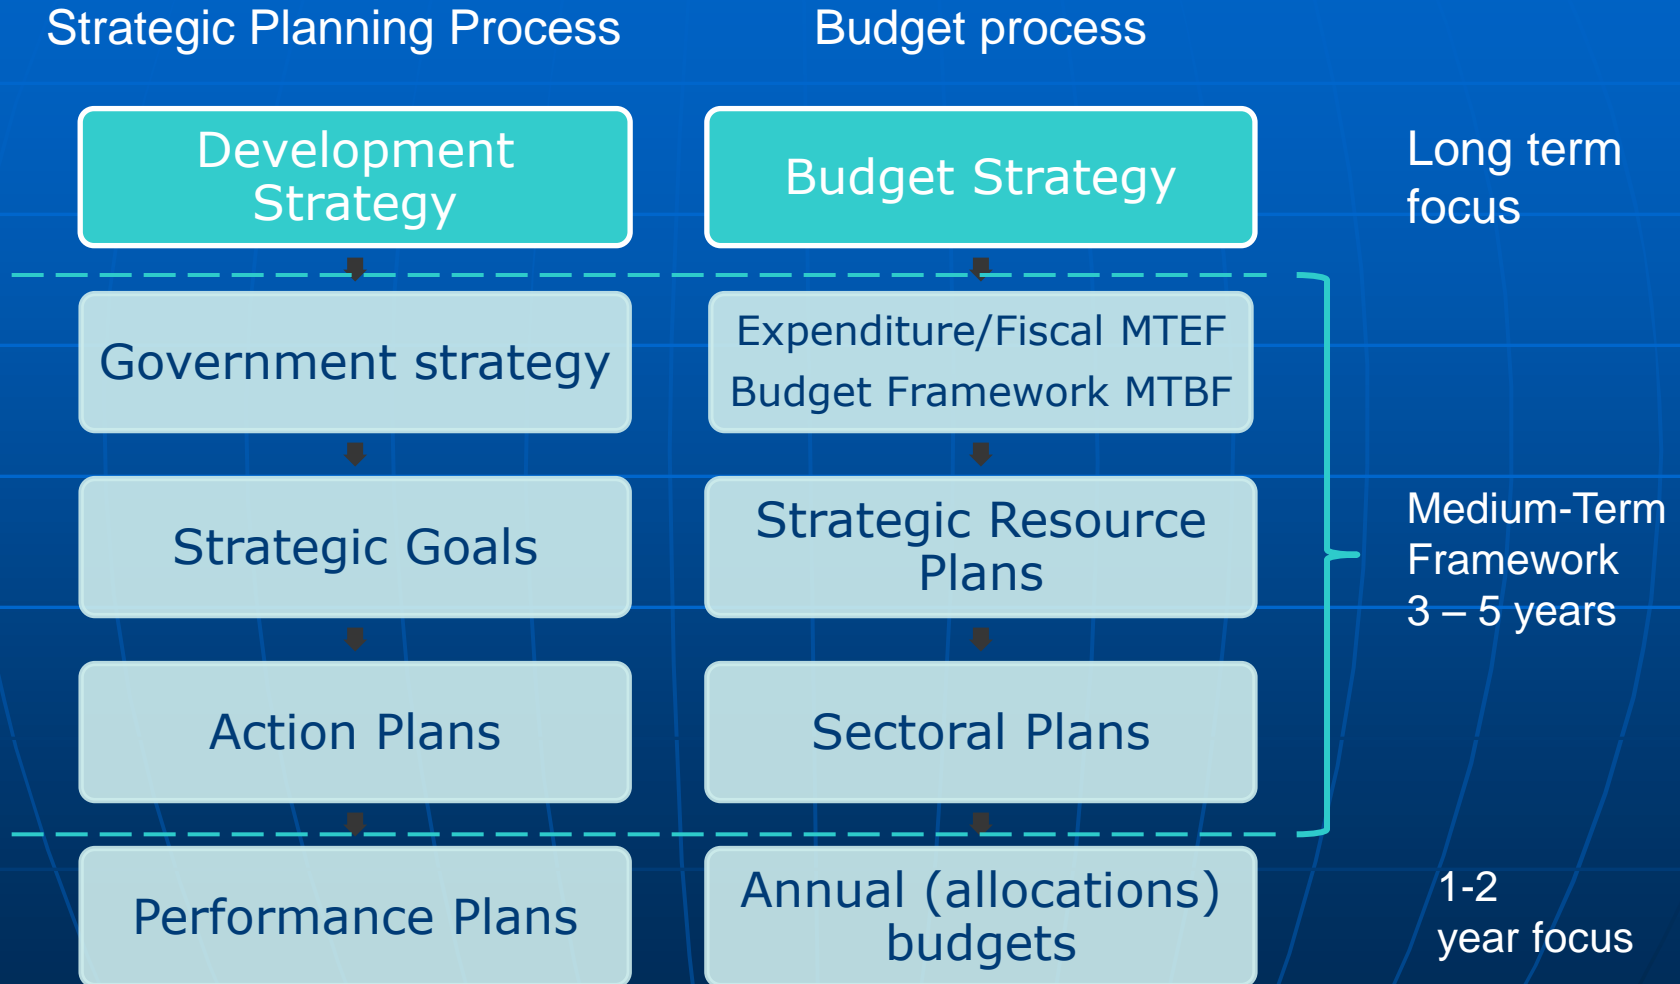 Strategic Planning Process
Budget process
Development
Strategy
Budget Strategy
Long term
focus
Government strategy
Expenditure/Fiscal MTEF
Budget Framework MTBF
Strategic Goals
Strategic Resource
Plans
Medium-Term
Framework
3 – 5 years
Action Plans
Sectoral Plans
Performance Plans
Annual (allocations)
budgets
1-2
year focus